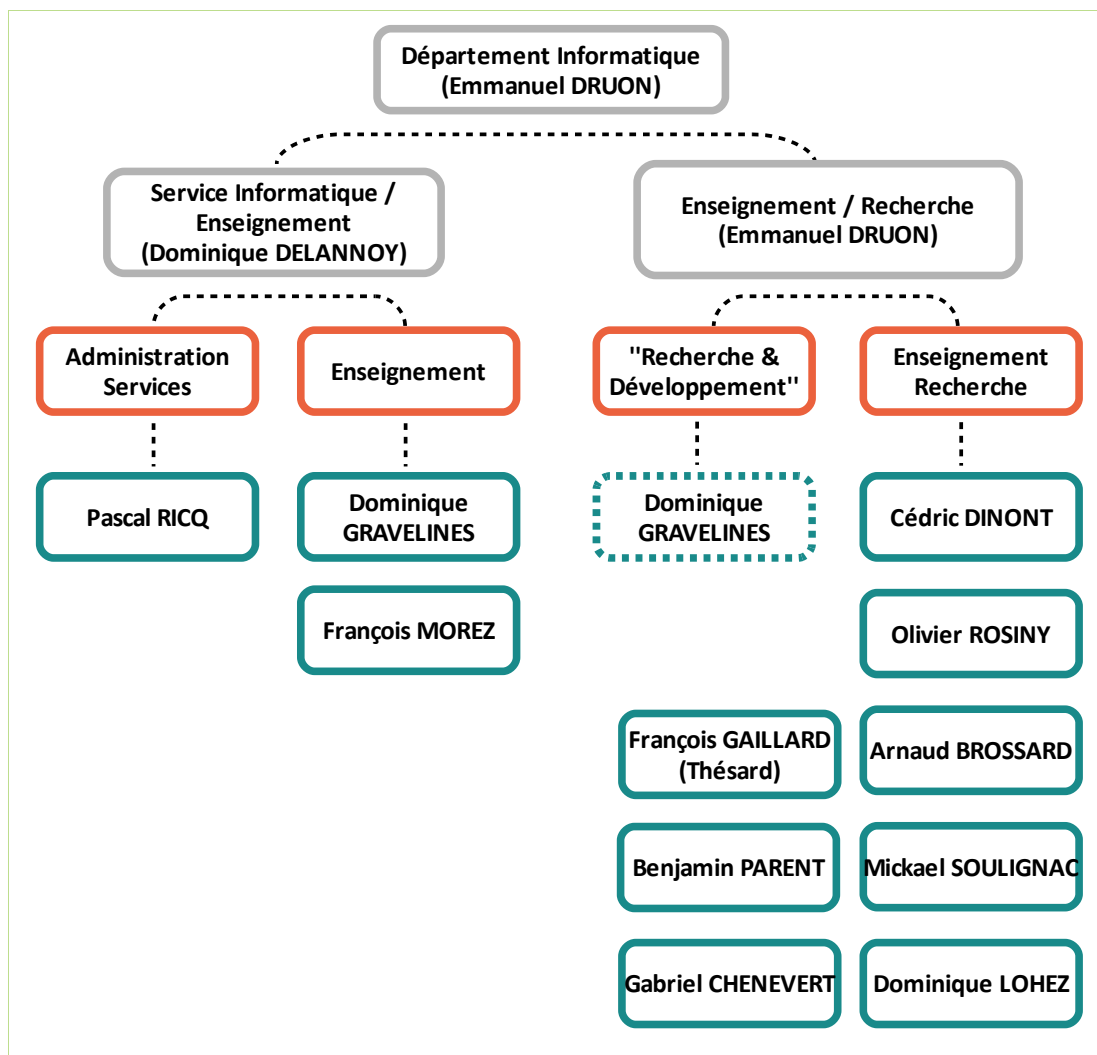 Département Informatique
(Emmanuel DRUON)
Service Informatique /
Enseignement
(Dominique DELANNOY)
Enseignement / Recherche
(Emmanuel DRUON)
Administration
Services
Enseignement
"Recherche &
Développement"
Enseignement
Recherche
Pascal RICQ
Dominique
GRAVELINES
Dominique
GRAVELINES
Cédric DINONT
François MOREZ
Olivier ROSINY
François GAILLARD
(Thésard)
Arnaud BROSSARD
Benjamin PARENT
Mickael SOULIGNAC
Gabriel CHENEVERT
Dominique LOHEZ